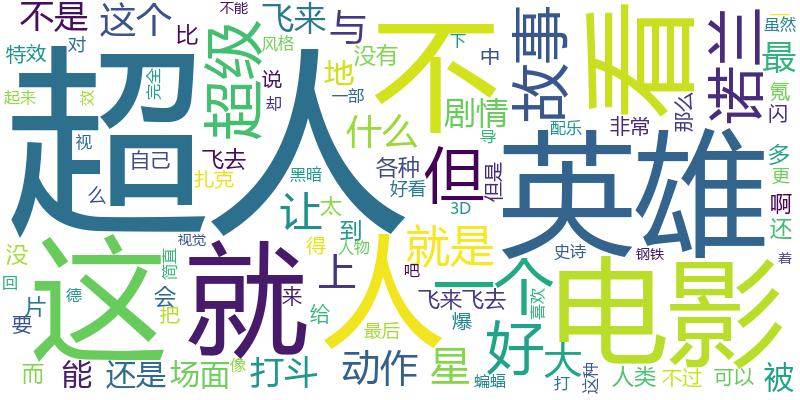 不是
这个
比
飞来
与
不能
不
看
故事
诺兰
虽然
特效
对
超级
风格
没有
下
中
最
起来
效
完全
说
地
一部
剧情
那么
氪
闪
超人
却
什么
配乐
导
非常
视
自己
飞去
各种
但
但是
英雄
多
么
扎克
黑暗
好看
更
让
太
3D
啊
没
这
视觉
得
到
人物
就是
史诗
钢铁
还
着
回
简直
就
人
上
吧
一个
电影
片
德
会
来
飞来飞去
喜欢
要
把
给
最后
爆
好
大
而
能
还是
场面
像
打斗
动作
星
蝙蝠
打
这种
人类
不过
可以
被